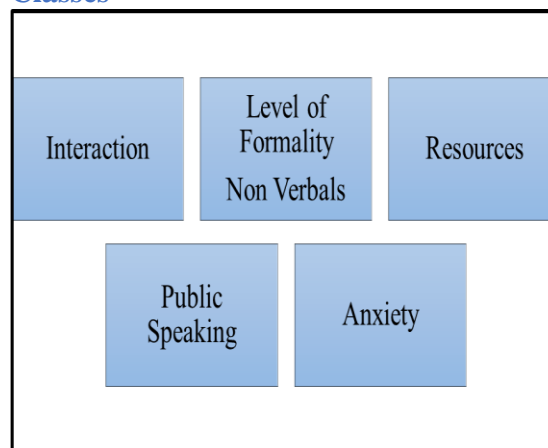 Classes
Interaction
Level of
Formality
Non Verbals
Resources
Public
Speaking
Anxiety